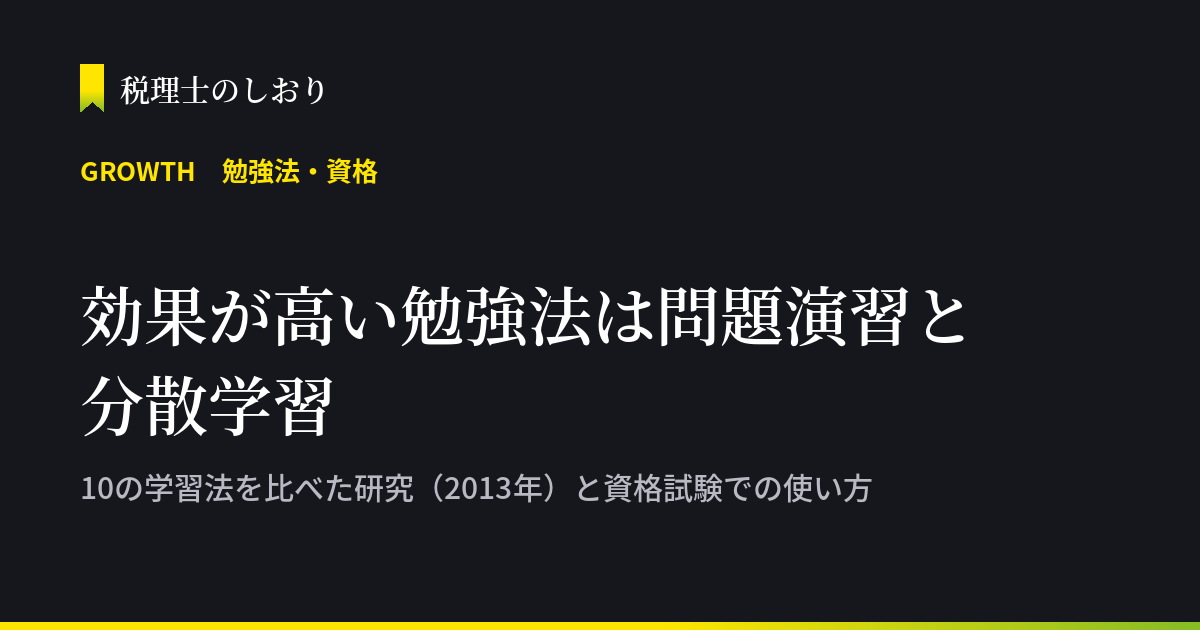 税理士のしおり
GROWTH　勉強法・資格
効果が高い勉強法は問題演習と
分散学習
10の学習法を比べた研究（2013年）と資格試験での使い方